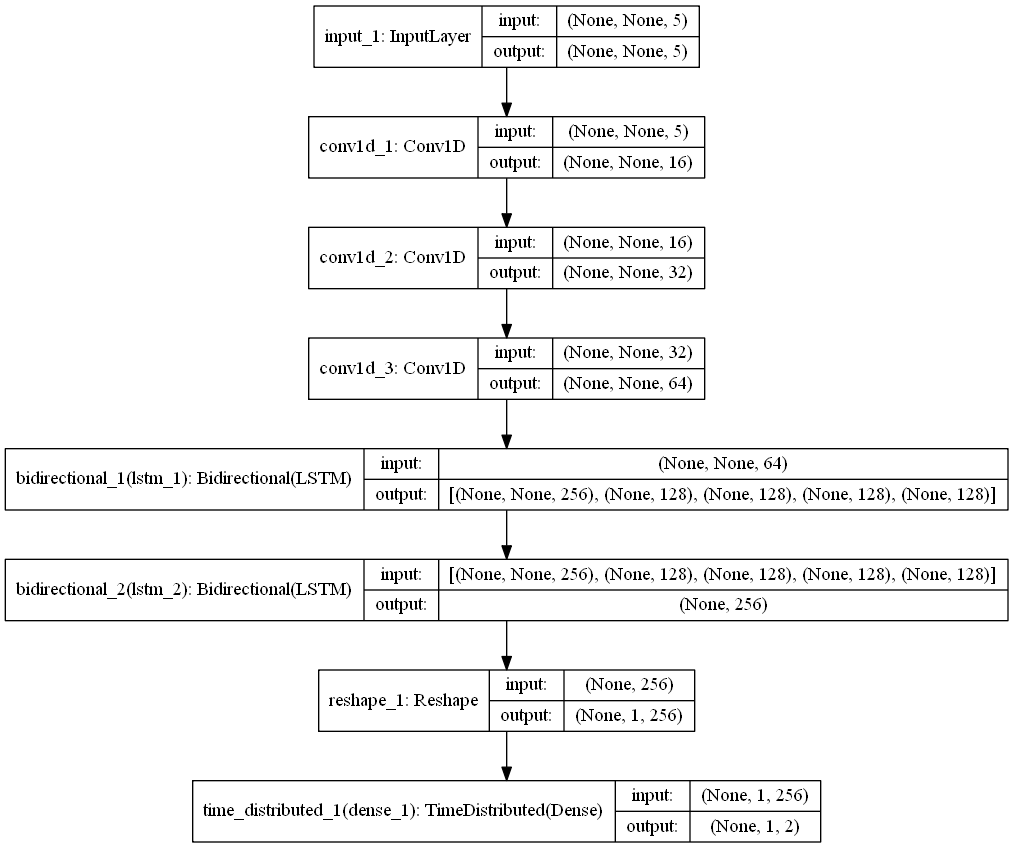 input_1: InputLayer
input: (None, None, 5)
output: (None, None, 5)
conv1d_1: Conv1D
input: (None, None, 5)
output: (None, None, 16)
conv1d_2: Conv1D
input: (None, None, 16)
output: (None, None, 32)
conv1d_3: Conv1D
input: (None, None, 32)
output: (None, None, 64)
bidirectional_1(lstm_1): Bidirectional(LSTM)
input: (None, None, 64)
output: [(None, None, 256), (None, 128), (None, 128), (None, 128), (None, 128)]
bidirectional_2(lstm_2): Bidirectional(LSTM)
input: [(None, None, 256), (None, 128), (None, 128), (None, 128), (None, 128)]
output: (None, 256)
reshape_1: Reshape
input: (None, 256)
output: (None, 1, 256)
time_distributed_1(dense_1): TimeDistributed(Dense)
input: (None, 1, 256)
output: (None, 1, 2)